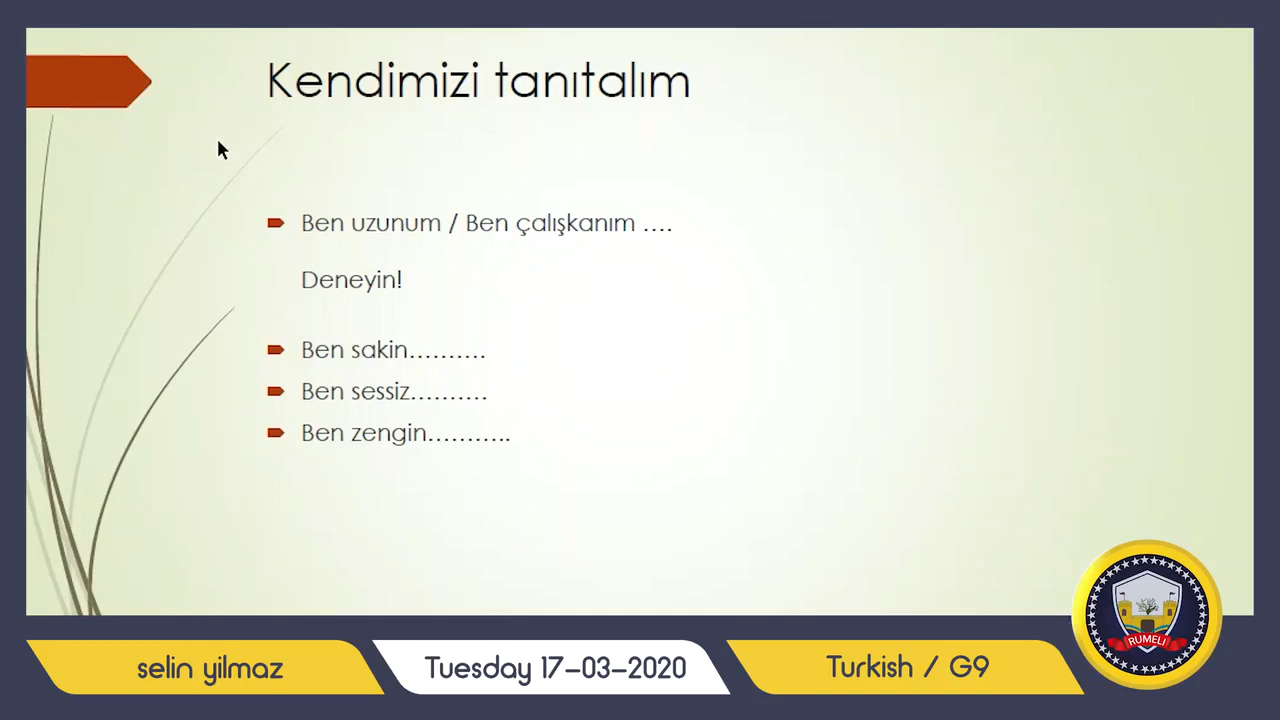 Kendimizi tanıtalım
Ben uzunum / Ben çalışkanım ....
Deneyin!
Ben sakin..........
Ben sessiz..........
Ben zengin...........
selin yilmaz
Tuesday 17-03-2020
Turkish / G9
RUMELI